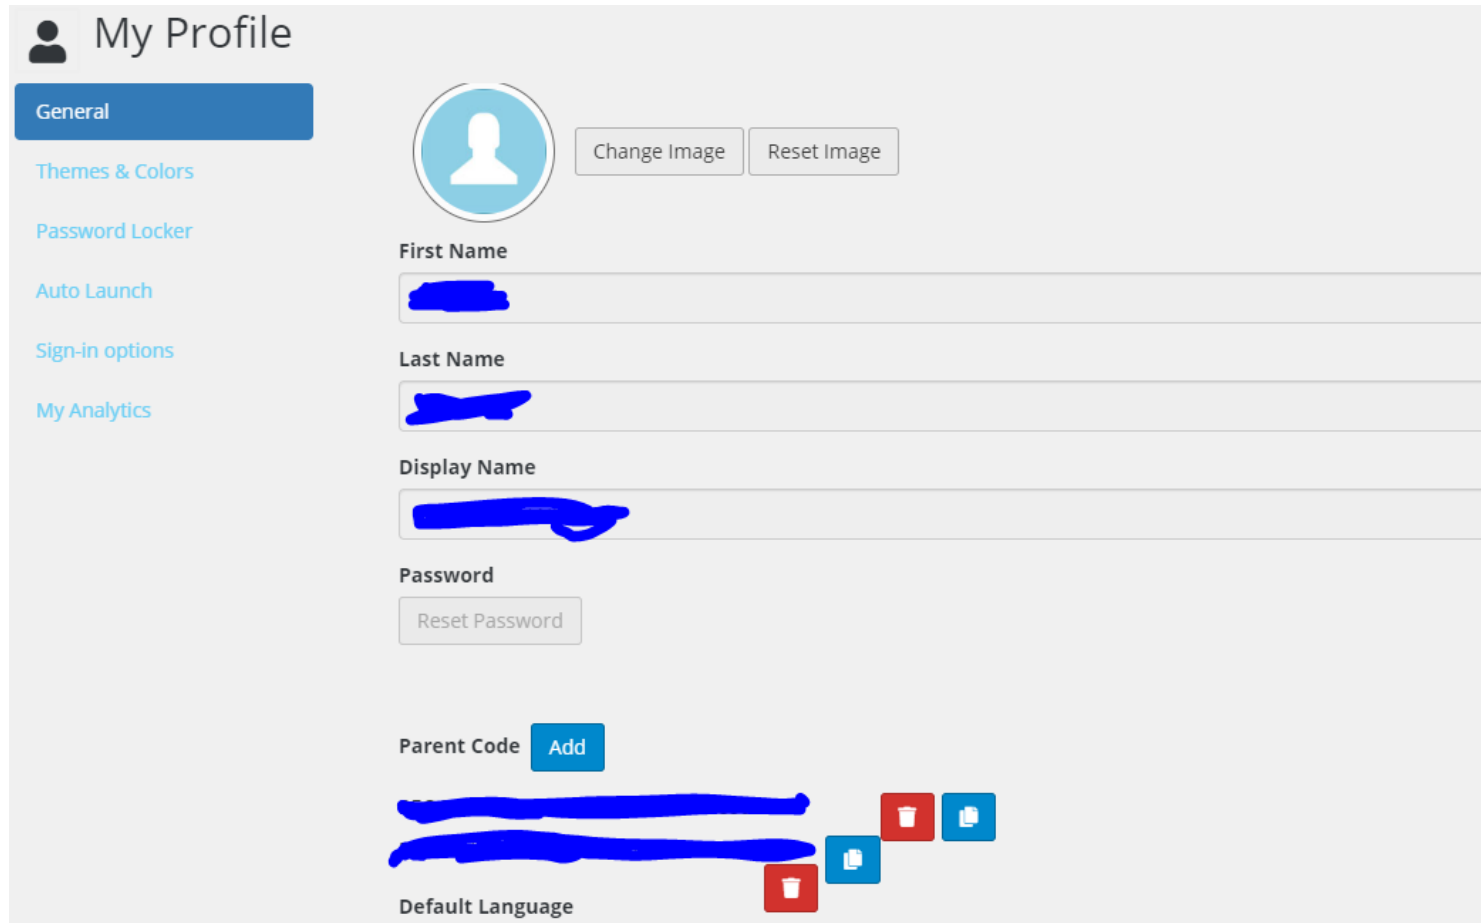 My Profile
General
Themes & Colors
Password Locker
Auto Launch
Sign-in options
My Analytics
Change Image
Reset Image
First Name
Last Name
Display Name
Password
Reset Password
Parent Code
Add
Default Language